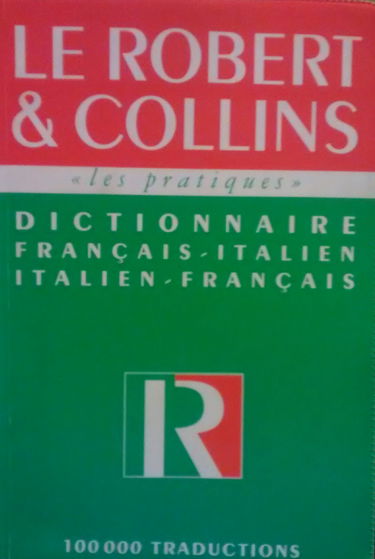 LE ROBERT
& COLLINS
«les pratiques»
DICTIONNAIRE
FRANÇAIS-ITALIEN
ITALIEN-FRANÇAIS
R
100 000 TRADUCTIONS